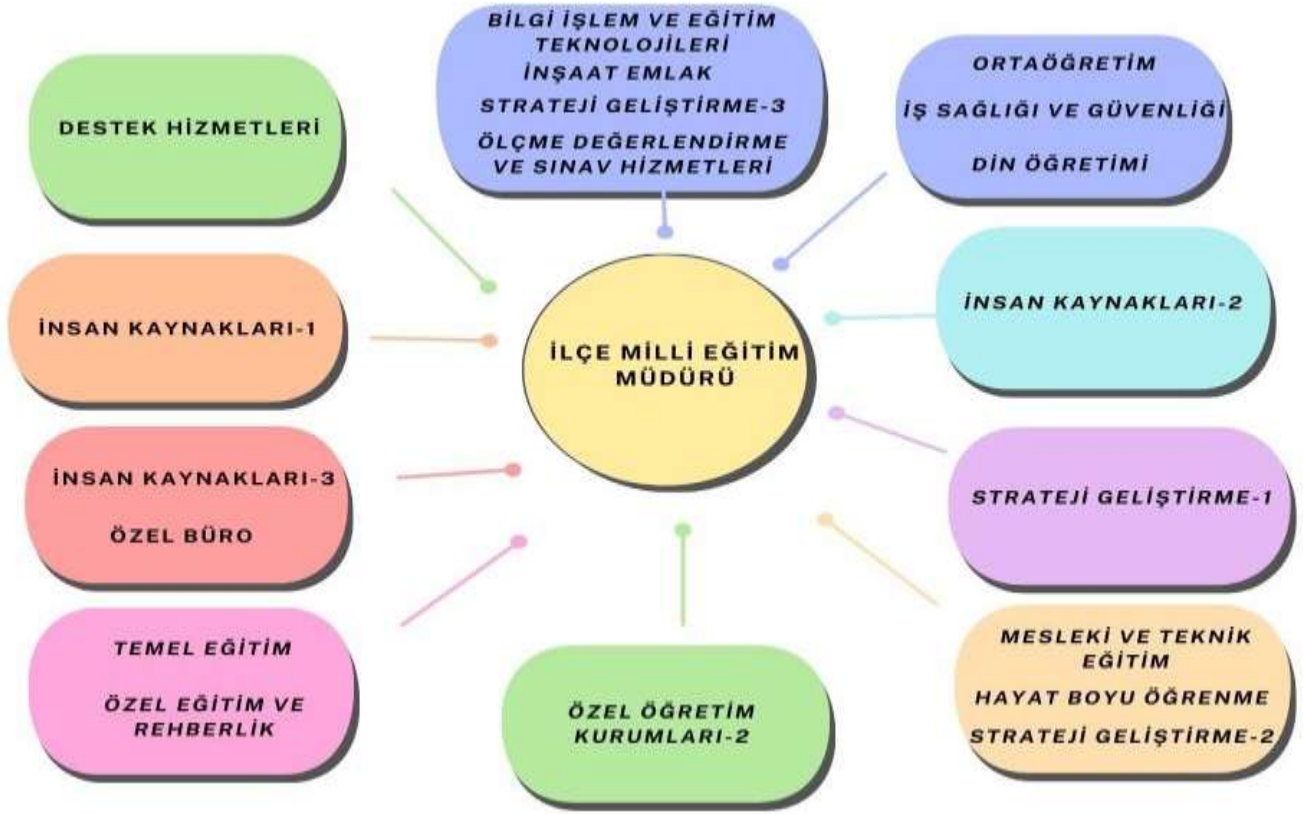 BİLGİ İŞLEM VE EĞİTİM
TEKNOLOJİLERİ
İNŞAAT EMLAK
STRATEJİ GELİŞTİRME-3
ÖLÇME DEĞERLENDİRME
VE SINAV HİZMETLERİ
ORTAÖĞRETİM
İŞ SAĞLIĞI VE GÜVENLİĞİ
DİN ÖĞRETİMİ
DESTEK HİZMETLERİ
İNSAN KAYNAKLARI-1
İNSAN KAYNAKLARI-2
İLÇE MİLLİ EĞİTİM
MÜDÜRÜ
İNSAN KAYNAKLARI-3
ÖZEL BÜRO
STRATEJİ GELİŞTİRME-1
TEMEL EĞİTİM
ÖZEL EĞİTİM VE
REHBERLİK
ÖZEL ÖĞRETİM
KURUMLARI-2
MESLEKİ VE TEKNİK
EĞİTİM
HAYAT BOYU ÖĞRENME
STRATEJİ GELİŞTİRME-2